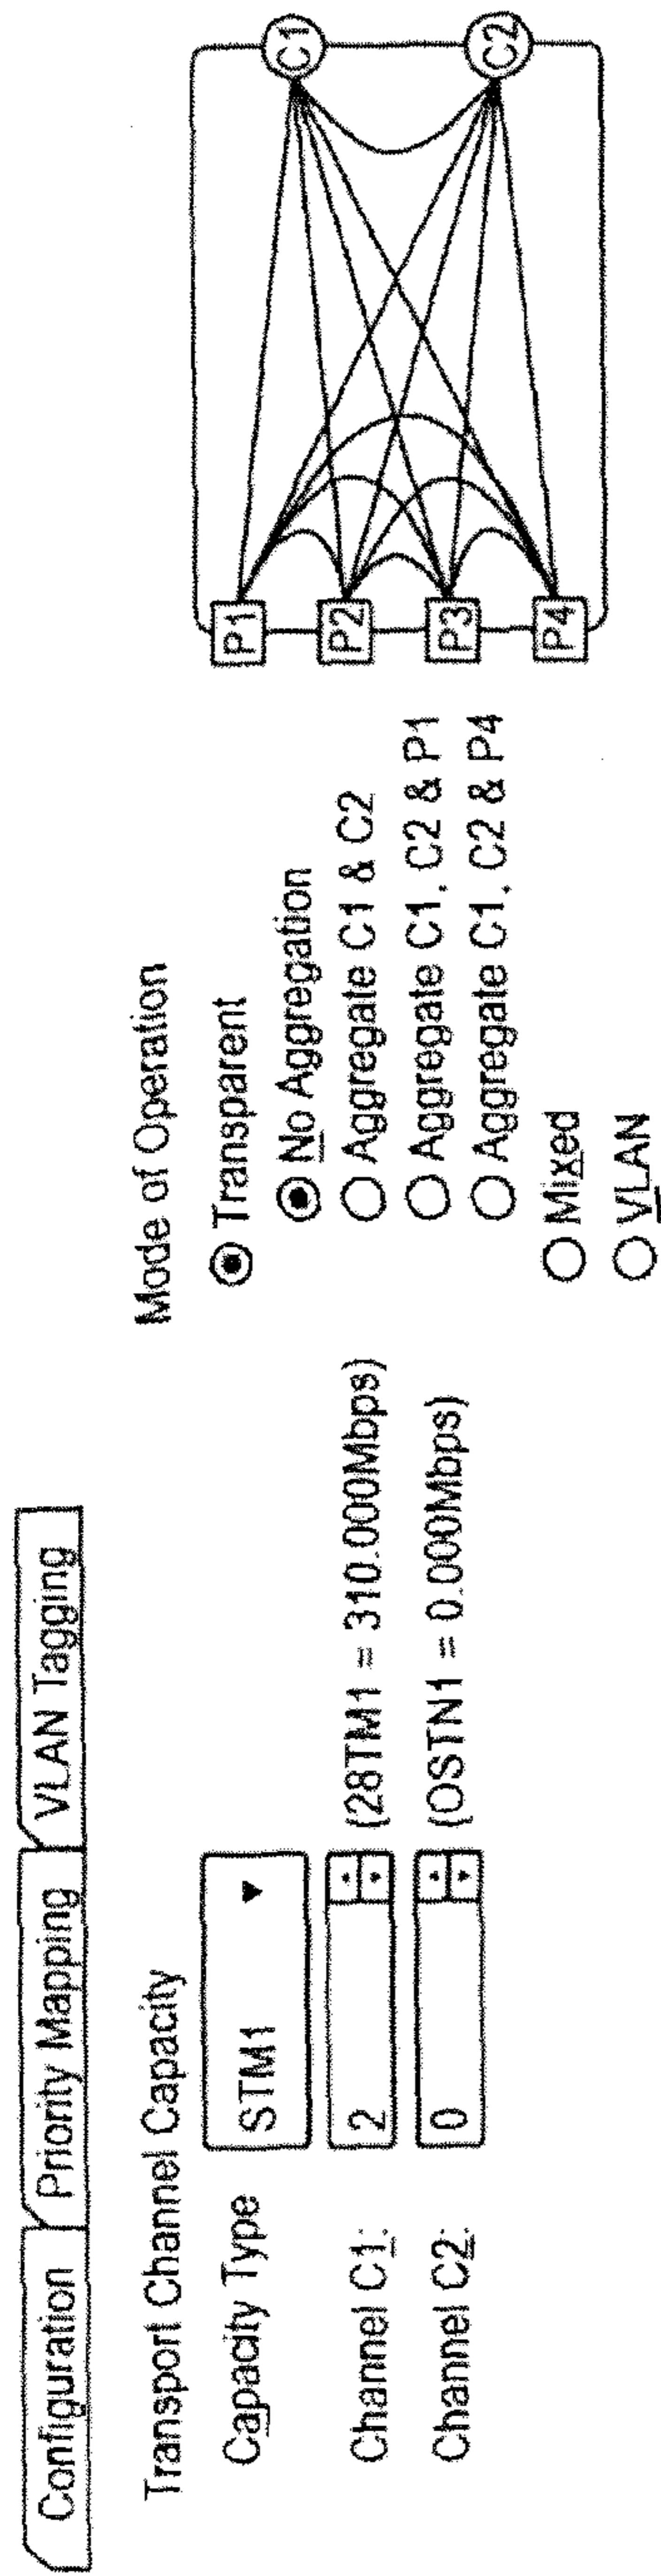 Configuration
Priority Mapping
VLAN Tagging
Transport Channel Capacity
Capacity Type
STM1
Channel C1:
2
(28TM1 = 310.000Mbps)
Channel C2:
0
(OSTN1 = 0.000Mbps)
Mode of Operation
Transparent
No Aggregation
Aggregate C1 & C2
Aggregate C1, C2 & P1
Aggregate C1, C2 & P4
Mixed
VLAN
P1
P2
P3
P4
C1
C2